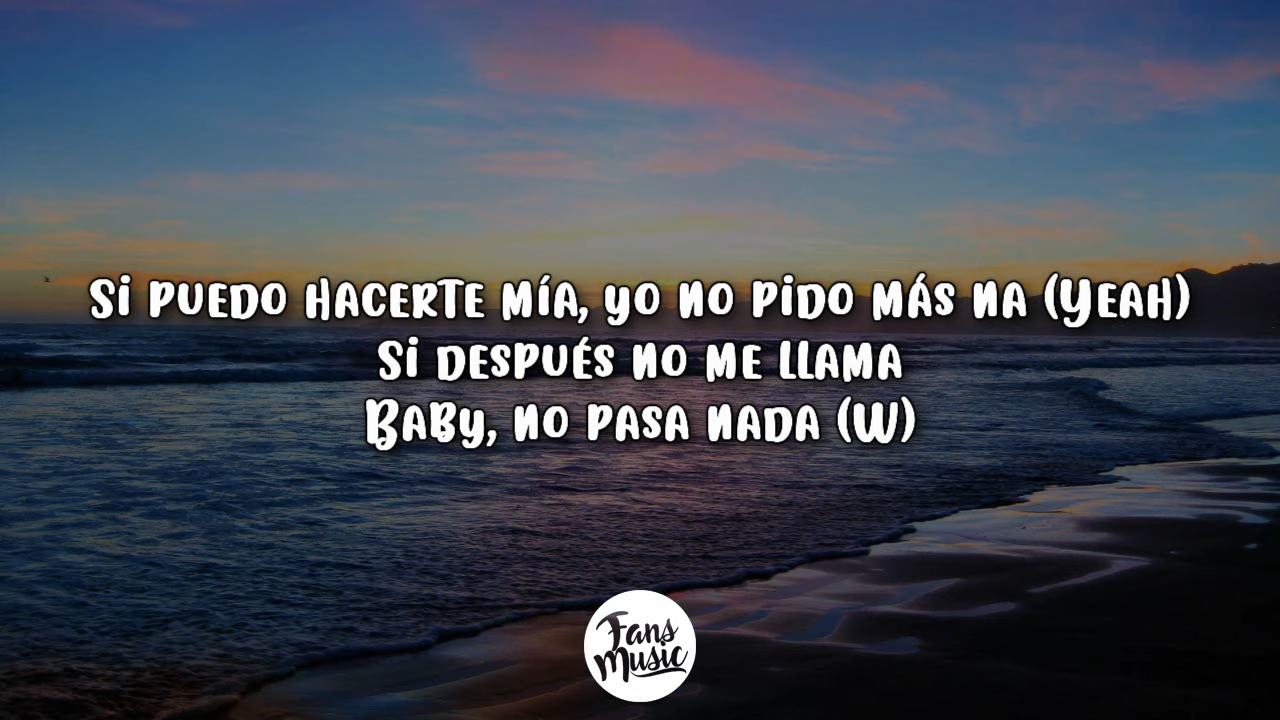 Si puedo hacerte mía, yo no pido más na (Yeah)
Si después no me llama
Baby, no pasa nada (W)
Fans
Music